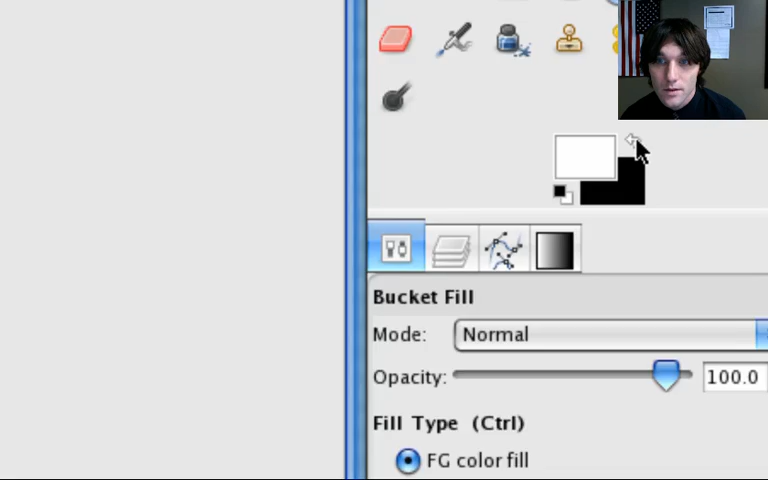 Bucket Fill
Mode: Normal
Opacity: 100.0
Fill Type (Ctrl)
FG color fill